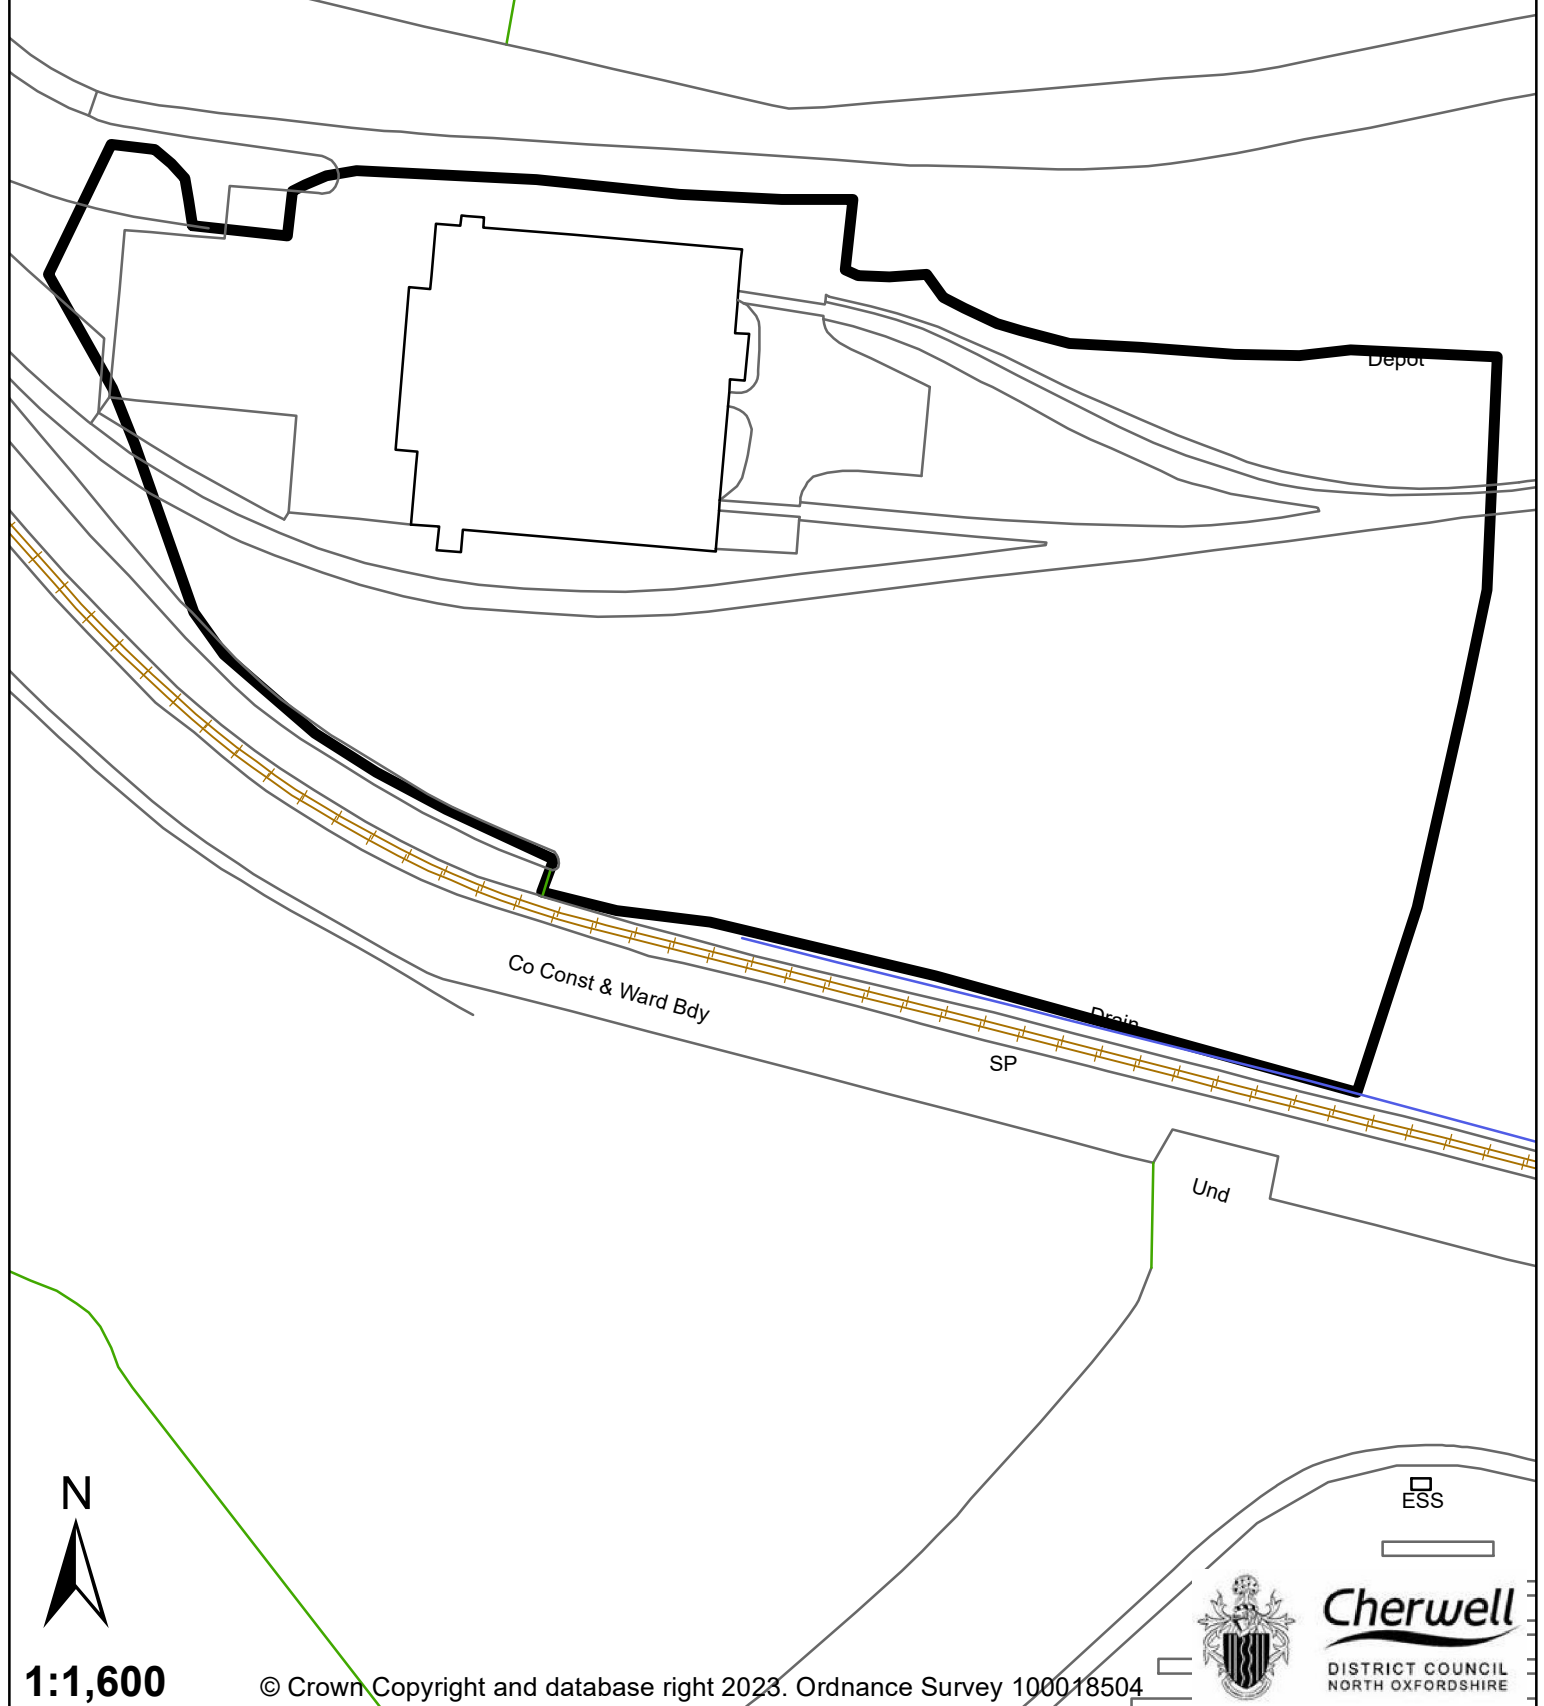 Depot
Co Const & Ward Bdy
Drain
SP
Und
N
ESS
1:1,600
© Crown Copyright and database right 2023. Ordnance Survey 100018504
Cherwell
DISTRICT COUNCIL
NORTH OXFORDSHIRE